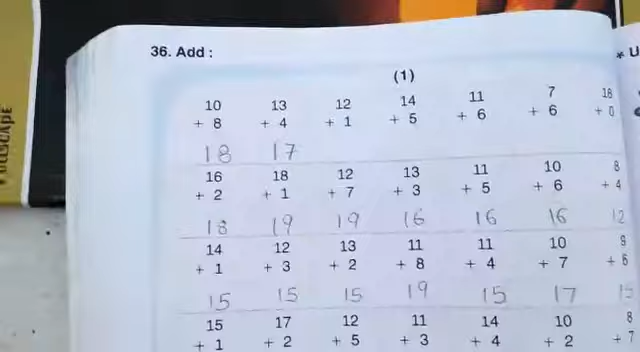 36. Add :
* U
(1)
10 13 12 14 11 7 18
+ 8 + 4 + 1 + 5 + 6 + 6 + 0
18 17
16 18 12 13 11 10 8
+ 2 + 1 + 7 + 3 + 5 + 6 + 4
18 19 19 16 16 16 12
14 12 13 11 11 10 9
+ 1 + 3 + 2 + 8 + 4 + 7 + 6
15 15 15 19 15 17 15
15 17 12 11 14 10 8
+ 1 + 2 + 5 + 3 + 4 + 2 + 7